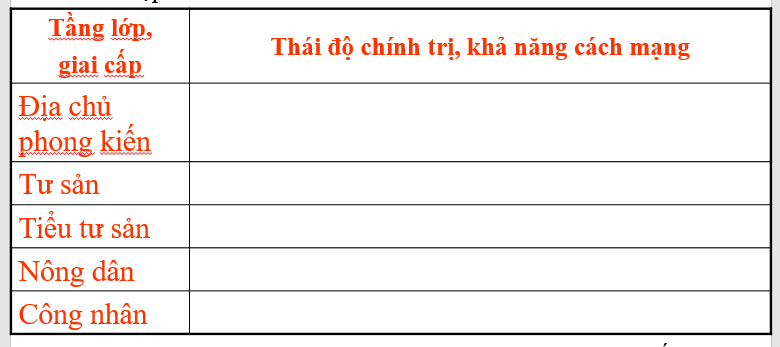 Tầng lớp,
giai cấp
Thái độ chính trị, khả năng cách mạng
Địa chủ
phong kiến
Tư sản
Tiểu tư sản
Nông dân
Công nhân